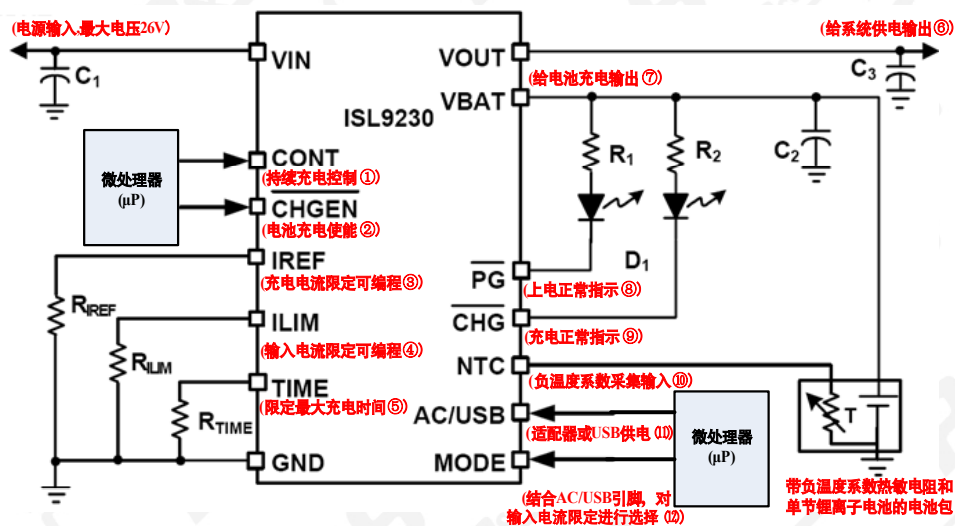 (电源输入,最大电压26V)
(给系统供电输出⑥)
VIN
VOUT
C1
C3
(给电池充电输出⑦)
VBAT
ISL9230
R1
R2
C2
CONT
(持续充电控制①)
微处理器
(μP)
CHGEN
(电池充电使能②)
IREF
(充电电流限定可编程③)
PG
D1
(上电正常指示⑧)
RIREF
ILIM
(输入电流限定可编程④)
CHG
(充电正常指示⑨)
RILIM
NTC
(负温度系数采集输入⑩)
TIME
(限定最大充电时间⑤)
RTIME
AC/USB
(适配器或USB供电⑾)
T
微处理器
(μP)
GND
MODE
(结合AC/USB引脚，对
输入电流限定进行选择⑿)
带负温度系数热敏电阻和
单节锂离子电池的电池包